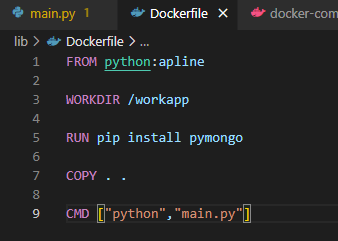 main.py 1 Dockerfile X docker-com
lib > Dockerfile > ...
1 FROM python:apline
2
3 WORKDIR /workapp
4
5 RUN pip install pymongo
6
7 COPY . .
8
9 CMD ["python","main.py"]